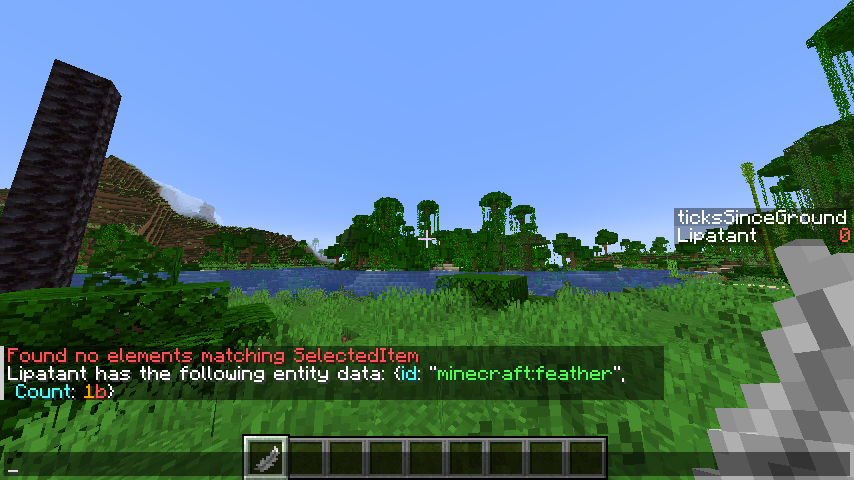 ticksSinceGround
Lipatant 0
Found no elements matching SelectedItem
Lipatant has the following entity data: {id: "minecraft:feather",
Count: 1b}
_